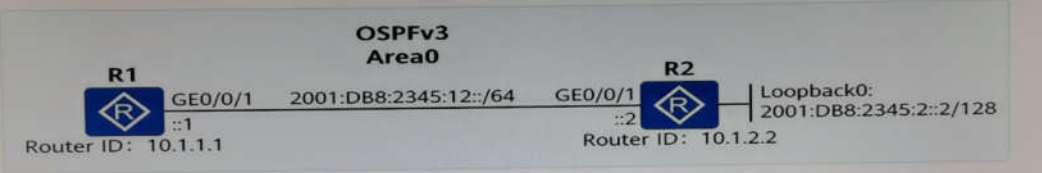 OSPFv3
Area0
R1
R2
GE0/0/1
2001:DB8:2345:12::/64
GE0/0/1
Loopback0:
R
R
2001:DB8:2345:2::2/128
::1
::2
Router ID: 10.1.1.1
Router ID: 10.1.2.2